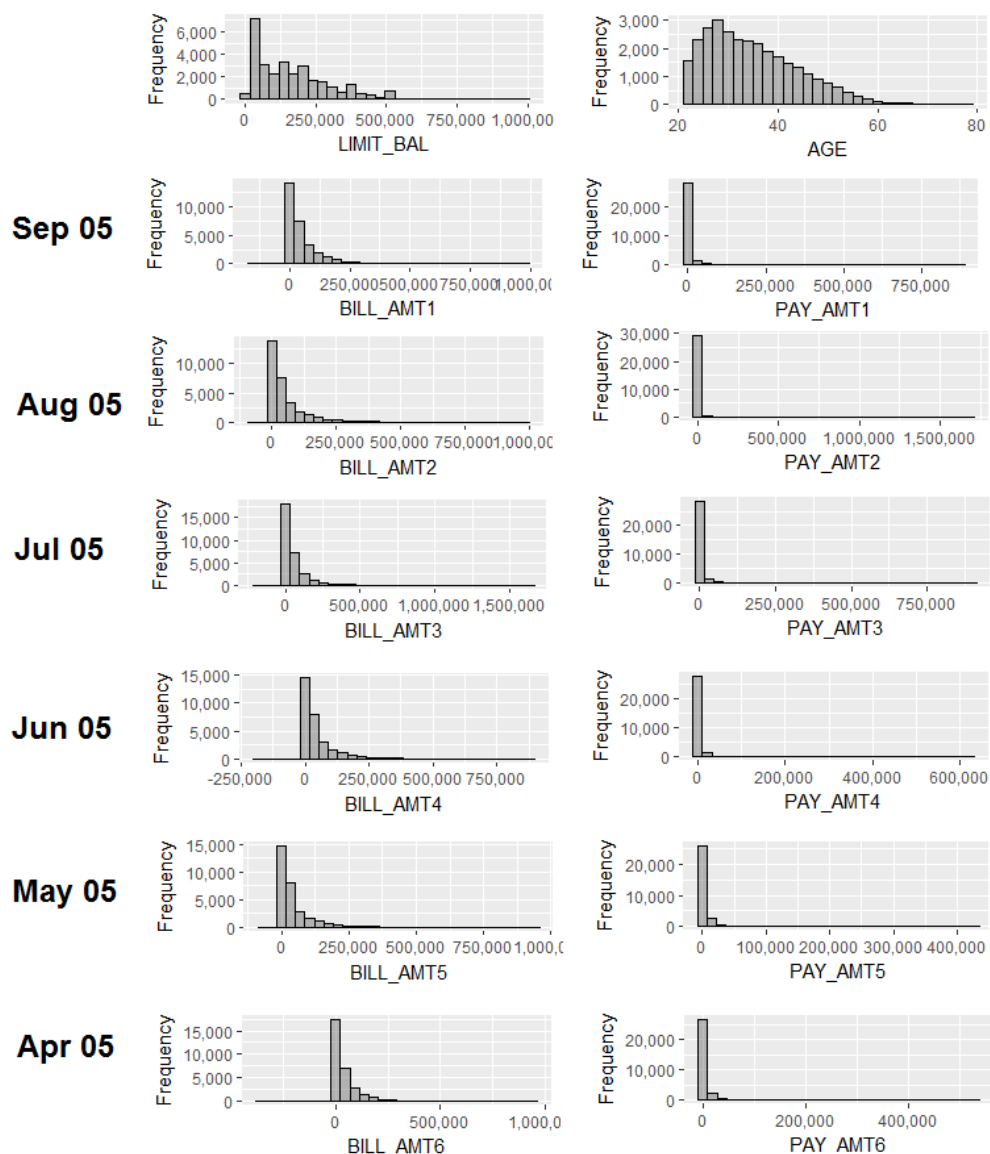 Frequency
6,000
4,000
2,000
0
0 250,000 500,000 750,000 1,000,0
LIMIT_BAL
Frequency
3,000
2,000
1,000
0
20 40 60 80
AGE
Sep 05
Frequency
10,000
5,000
0
0 250,000 500,000 750,000 1,000,0(
BILL_AMT1
Frequency
20,000
10,000
0
0 250,000 500,000 750,000
PAY_AMT1
Aug 05
Frequency
10,000
5,000
0
0 250,000 500,000 750,000 1,000,0
BILL_AMT2
Frequency
30,000
20,000
10,000
0
0 500,000 1,000,000 1,500,000
PAY_AMT2
Jul 05
Frequency
15,000
10,000
5,000
0
0 500,000 1,000,000 1,500,000
BILL_AMT3
Frequency
20,000
10,000
0
0 250,000 500,000 750,000
PAY_AMT3
Jun 05
Frequency
15,000
10,000
5,000
0
-250,000 0 250,000 500,000 750,000
BILL_AMT4
Frequency
20,000
10,000
0
0 200,000 400,000 600,000
PAY_AMT4
May 05
Frequency
15,000
10,000
5,000
0
0 250,000 500,000 750,000 1,000,0
BILL_AMT5
Frequency
20,000
10,000
0
0 100,000 200,000 300,000 400,000
PAY_AMT5
Apr 05
Frequency
15,000
10,000
5,000
0
0 500,000 1,000,0
BILL_AMT6
Frequency
20,000
10,000
0
0 200,000 400,000
PAY_AMT6